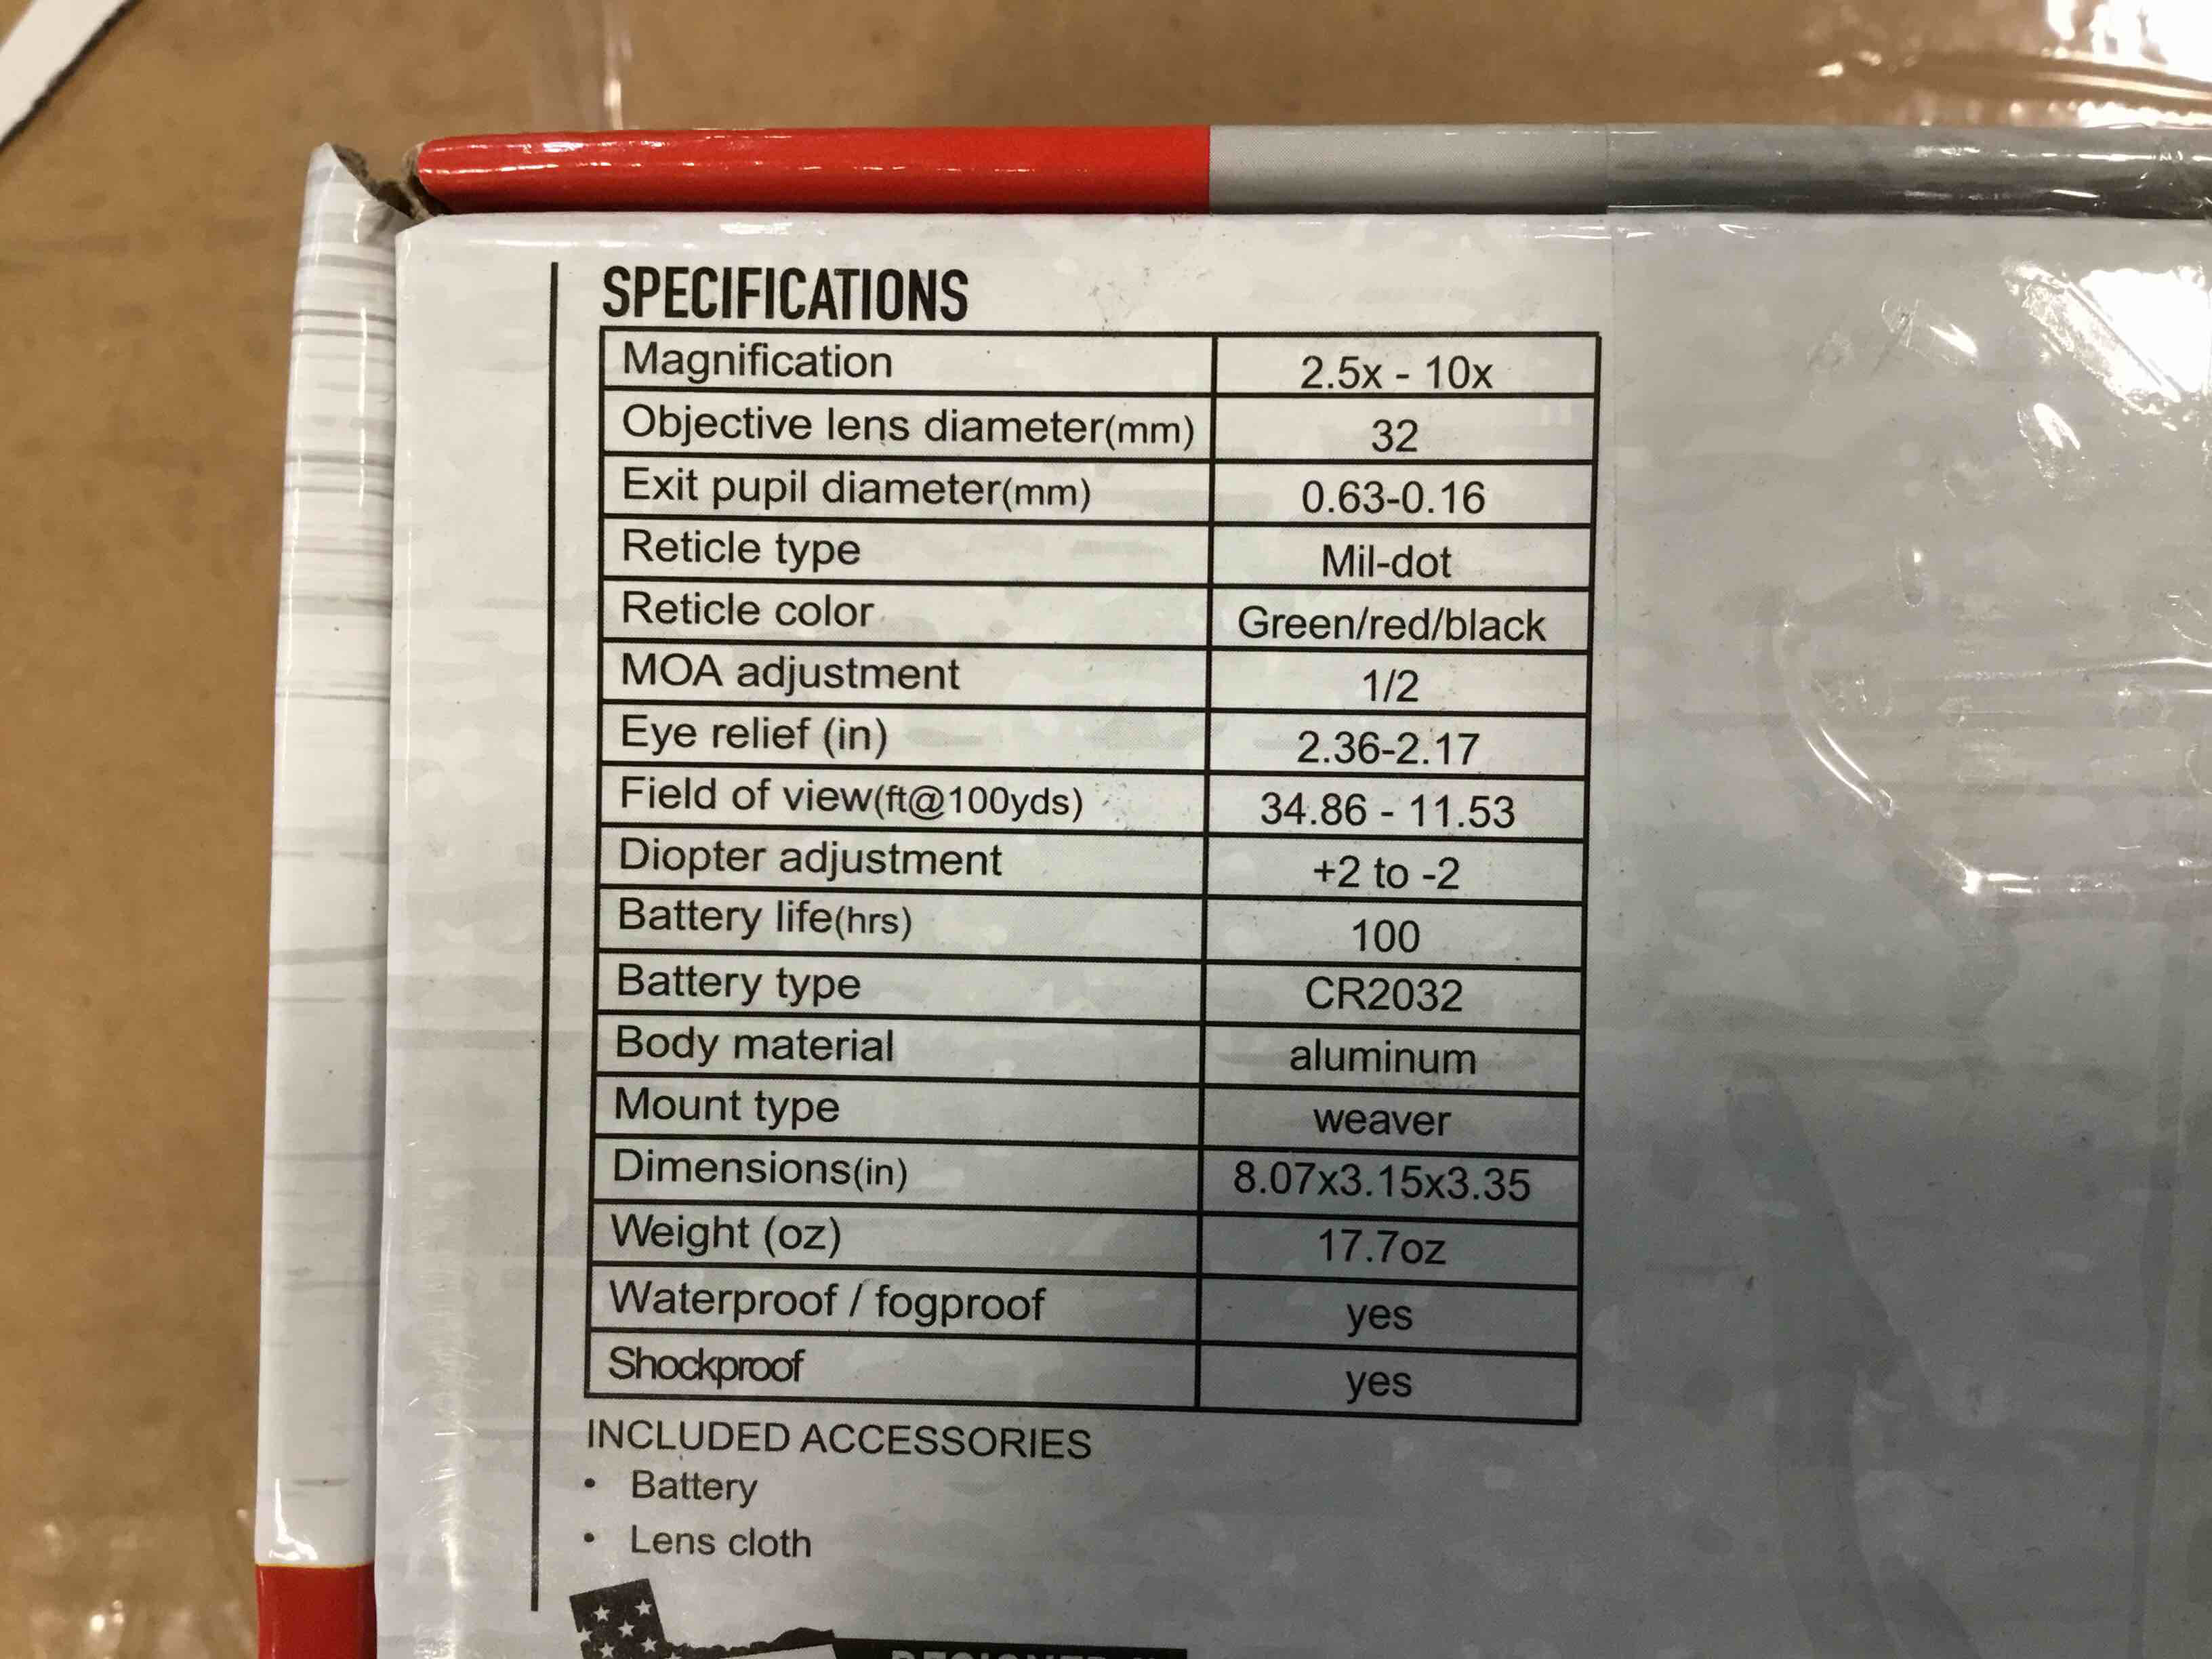 SPECIFICATIONS
Magnification 2.5x - 10x
Objective lens diameter(mm) 32
Exit pupil diameter(mm) 0.63-0.16
Reticle type Mil-dot
Reticle color Green/red/black
MOA adjustment 1/2
Eye relief (in) 2.36-2.17
Field of view(ft@100yds) 34.86 - 11.53
Diopter adjustment +2 to -2
Battery life(hrs) 100
Battery type CR2032
Body material aluminum
Mount type weaver
Dimensions(in) 8.07x3.15x3.35
Weight (oz) 17.7oz
Waterproof / fogproof yes
Shockproof yes
INCLUDED ACCESSORIES
• Battery
• Lens cloth